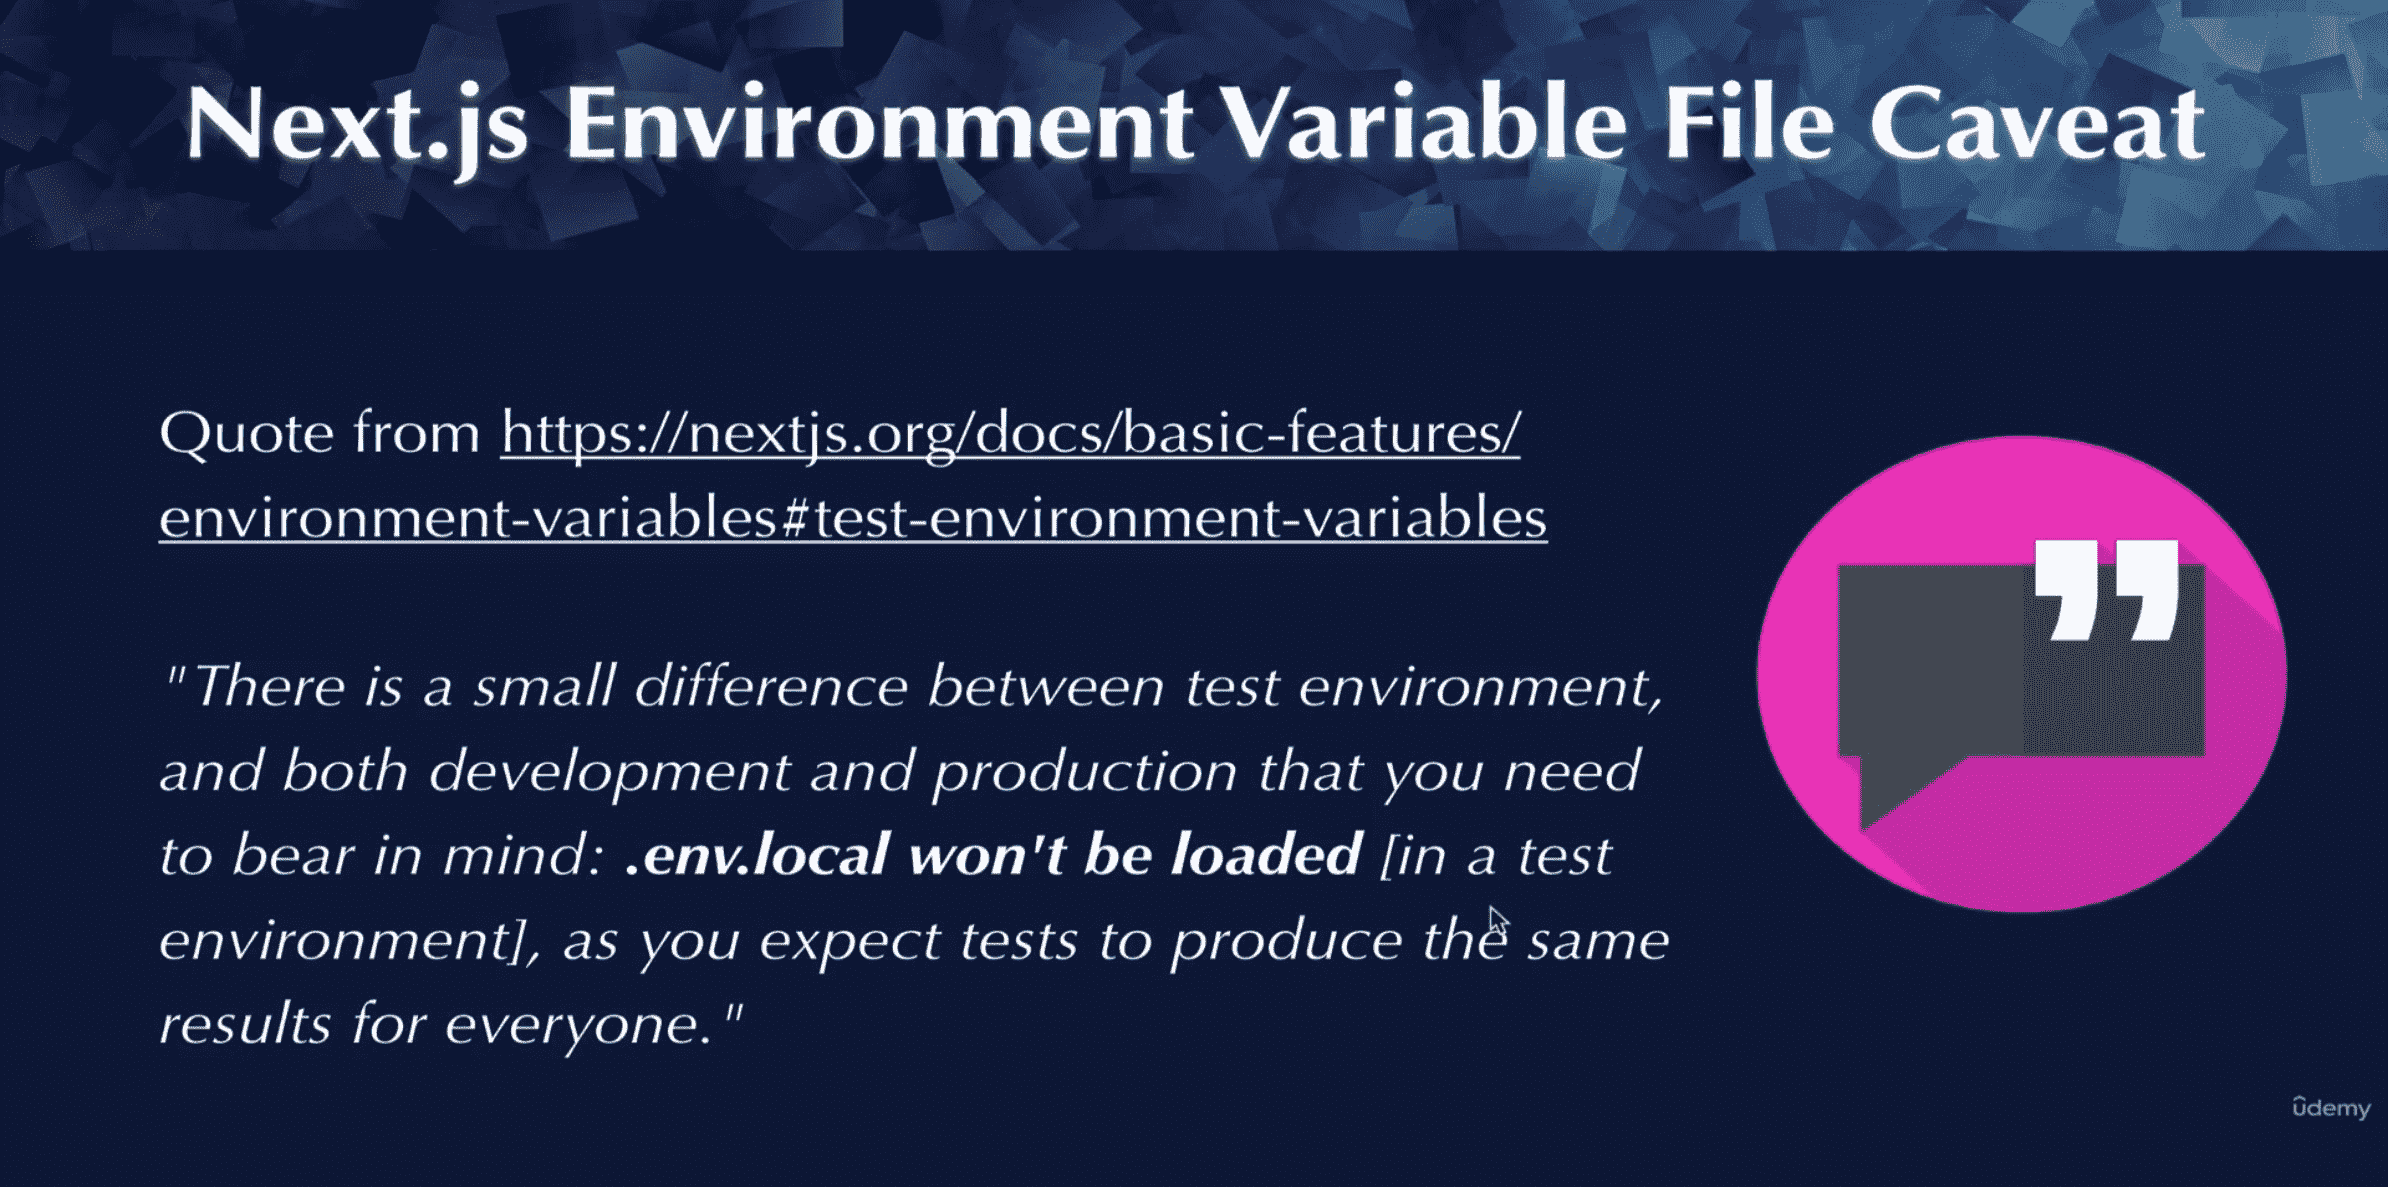 Next.js Environment Variable File Caveat
Quote from https://nextjs.org/docs/basic-features/
environment-variables#test-environment-variables
"There is a small difference between test environment,
and both development and production that you need
to bear in mind: .env.local won't be loaded [in a test
environment], as you expect tests to produce the same
results for everyone."
ûdemy